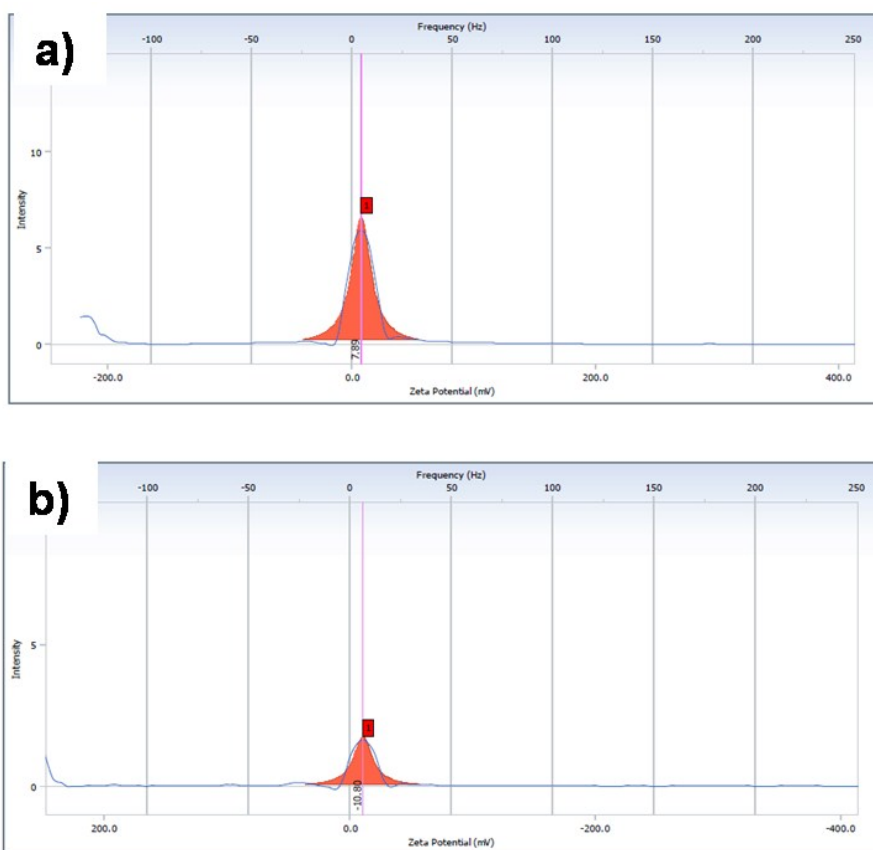 a)
Frequency (Hz)
-100 -50 0 50 100 150 200 250
Intensity
10
5
0
1
7.89
-200.0 0.0 200.0 400.0
Zeta Potential (mV)
b)
Frequency (Hz)
-100 -50 0 50 100 150 200 250
Intensity
5
0
1
-10.80
200.0 0.0 -200.0 -400.0
Zeta Potential (mV)